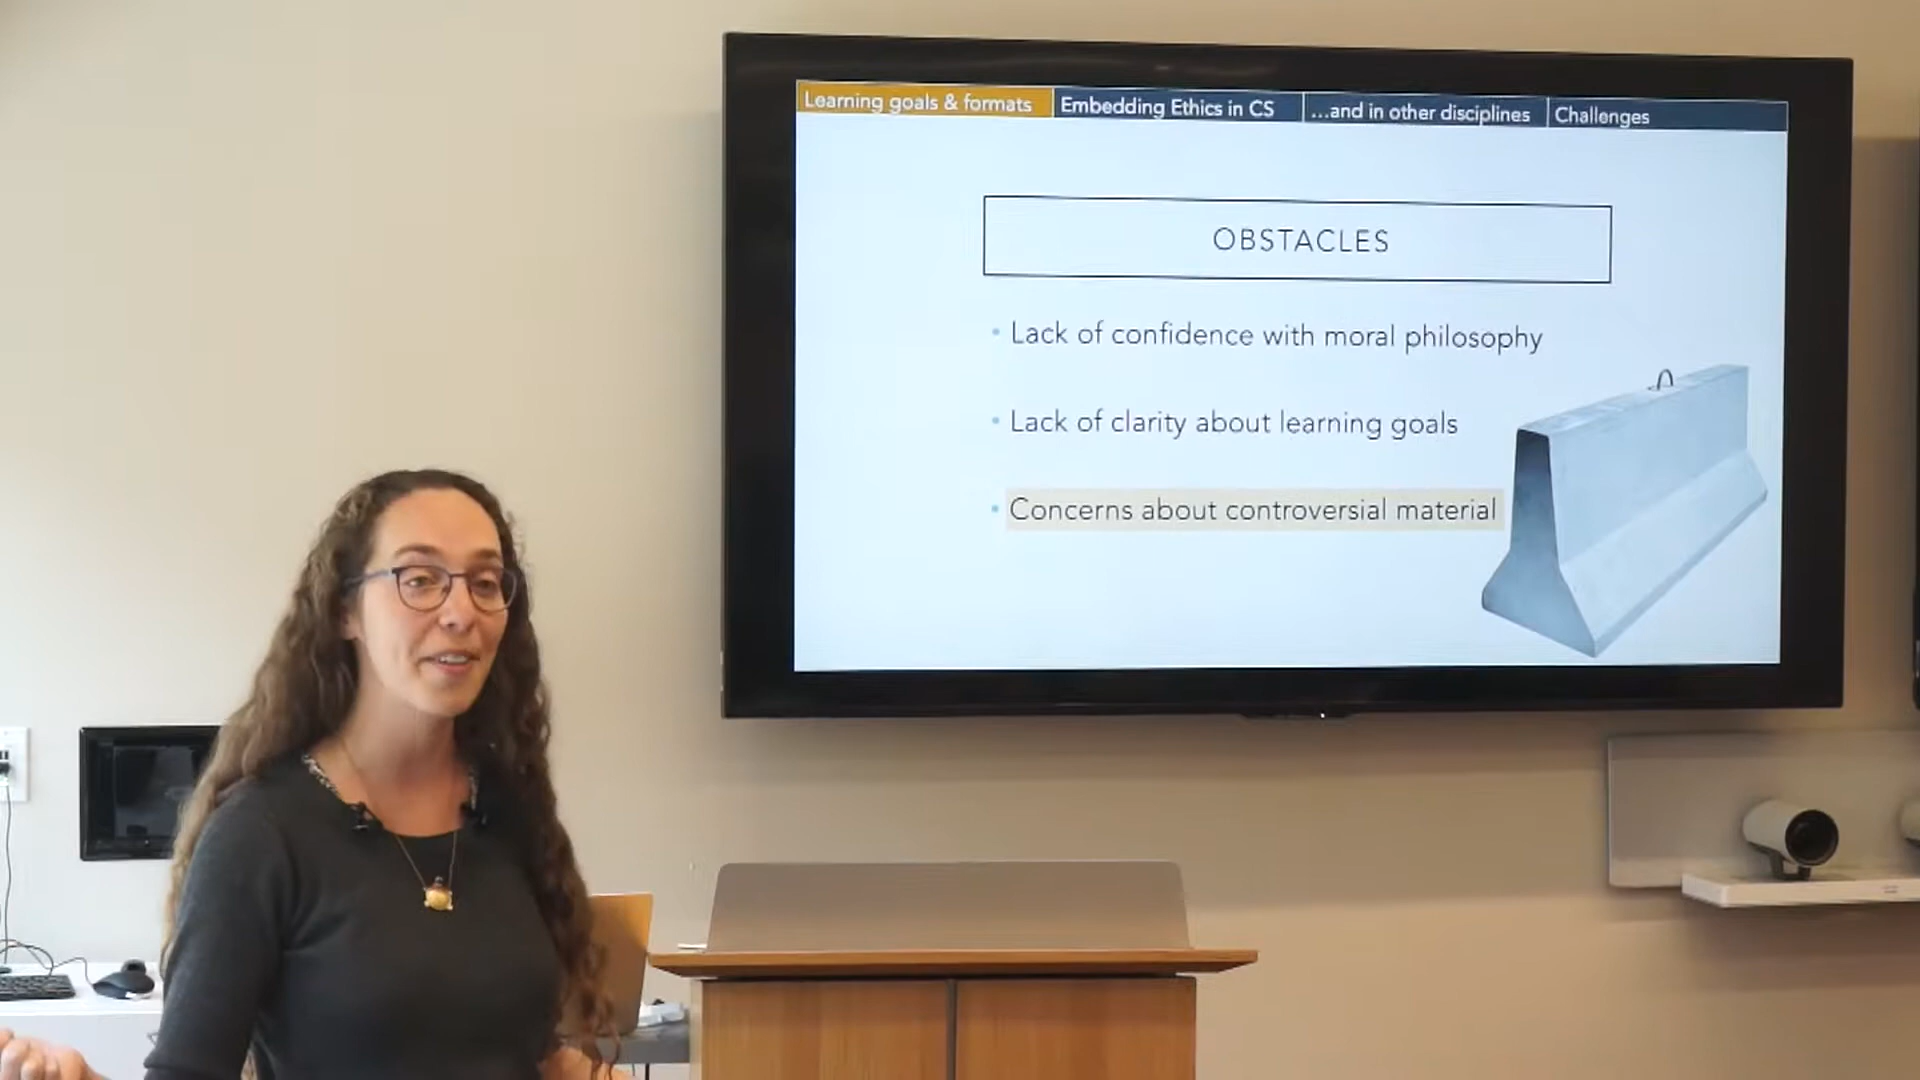 Learning goals & formats
Embedding Ethics in CS
...and in other disciplines
Challenges
OBSTACLES
• Lack of confidence with moral philosophy
• Lack of clarity about learning goals
• Concerns about controversial material